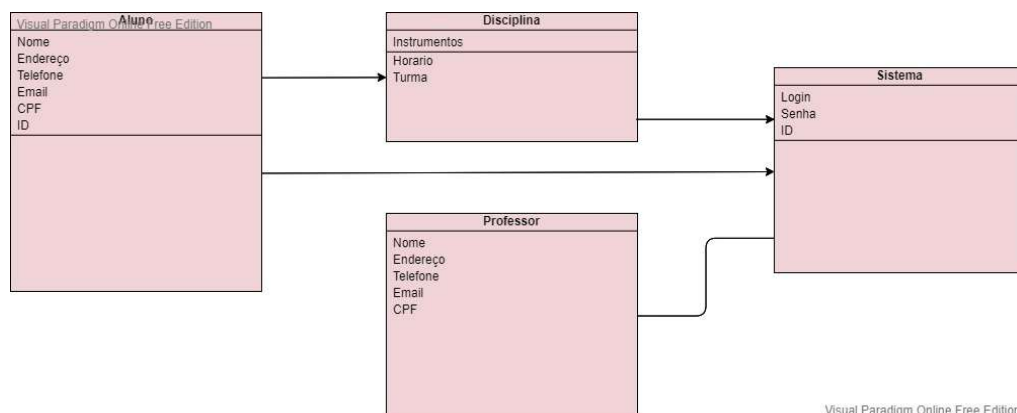 Visual Paradigm Online Free Edition
Aluno
Nome
Endereço
Telefone
Email
CPF
ID
Disciplina
Instrumentos
Horario
Turma
Sistema
Login
Senha
ID
Professor
Nome
Endereço
Telefone
Email
CPF
Visual Paradigm Online Free Edition